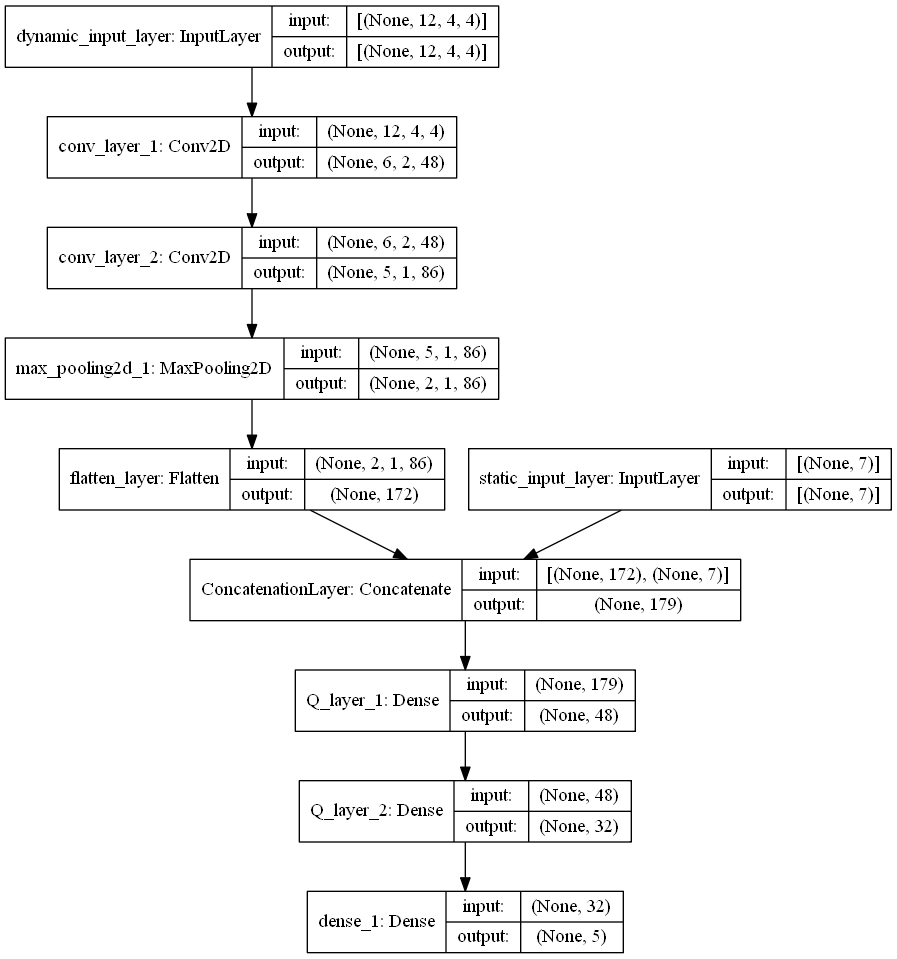 dynamic_input_layer: InputLayer
input: [(None, 12, 4, 4)]
output: [(None, 12, 4, 4)]
conv_layer_1: Conv2D
input: (None, 12, 4, 4)
output: (None, 6, 2, 48)
conv_layer_2: Conv2D
input: (None, 6, 2, 48)
output: (None, 5, 1, 86)
max_pooling2d_1: MaxPooling2D
input: (None, 5, 1, 86)
output: (None, 2, 1, 86)
flatten_layer: Flatten
input: (None, 2, 1, 86)
output: (None, 172)
static_input_layer: InputLayer
input: [(None, 7)]
output: [(None, 7)]
ConcatenationLayer: Concatenate
input: [(None, 172), (None, 7)]
output: (None, 179)
Q_layer_1: Dense
input: (None, 179)
output: (None, 48)
Q_layer_2: Dense
input: (None, 48)
output: (None, 32)
dense_1: Dense
input: (None, 32)
output: (None, 5)